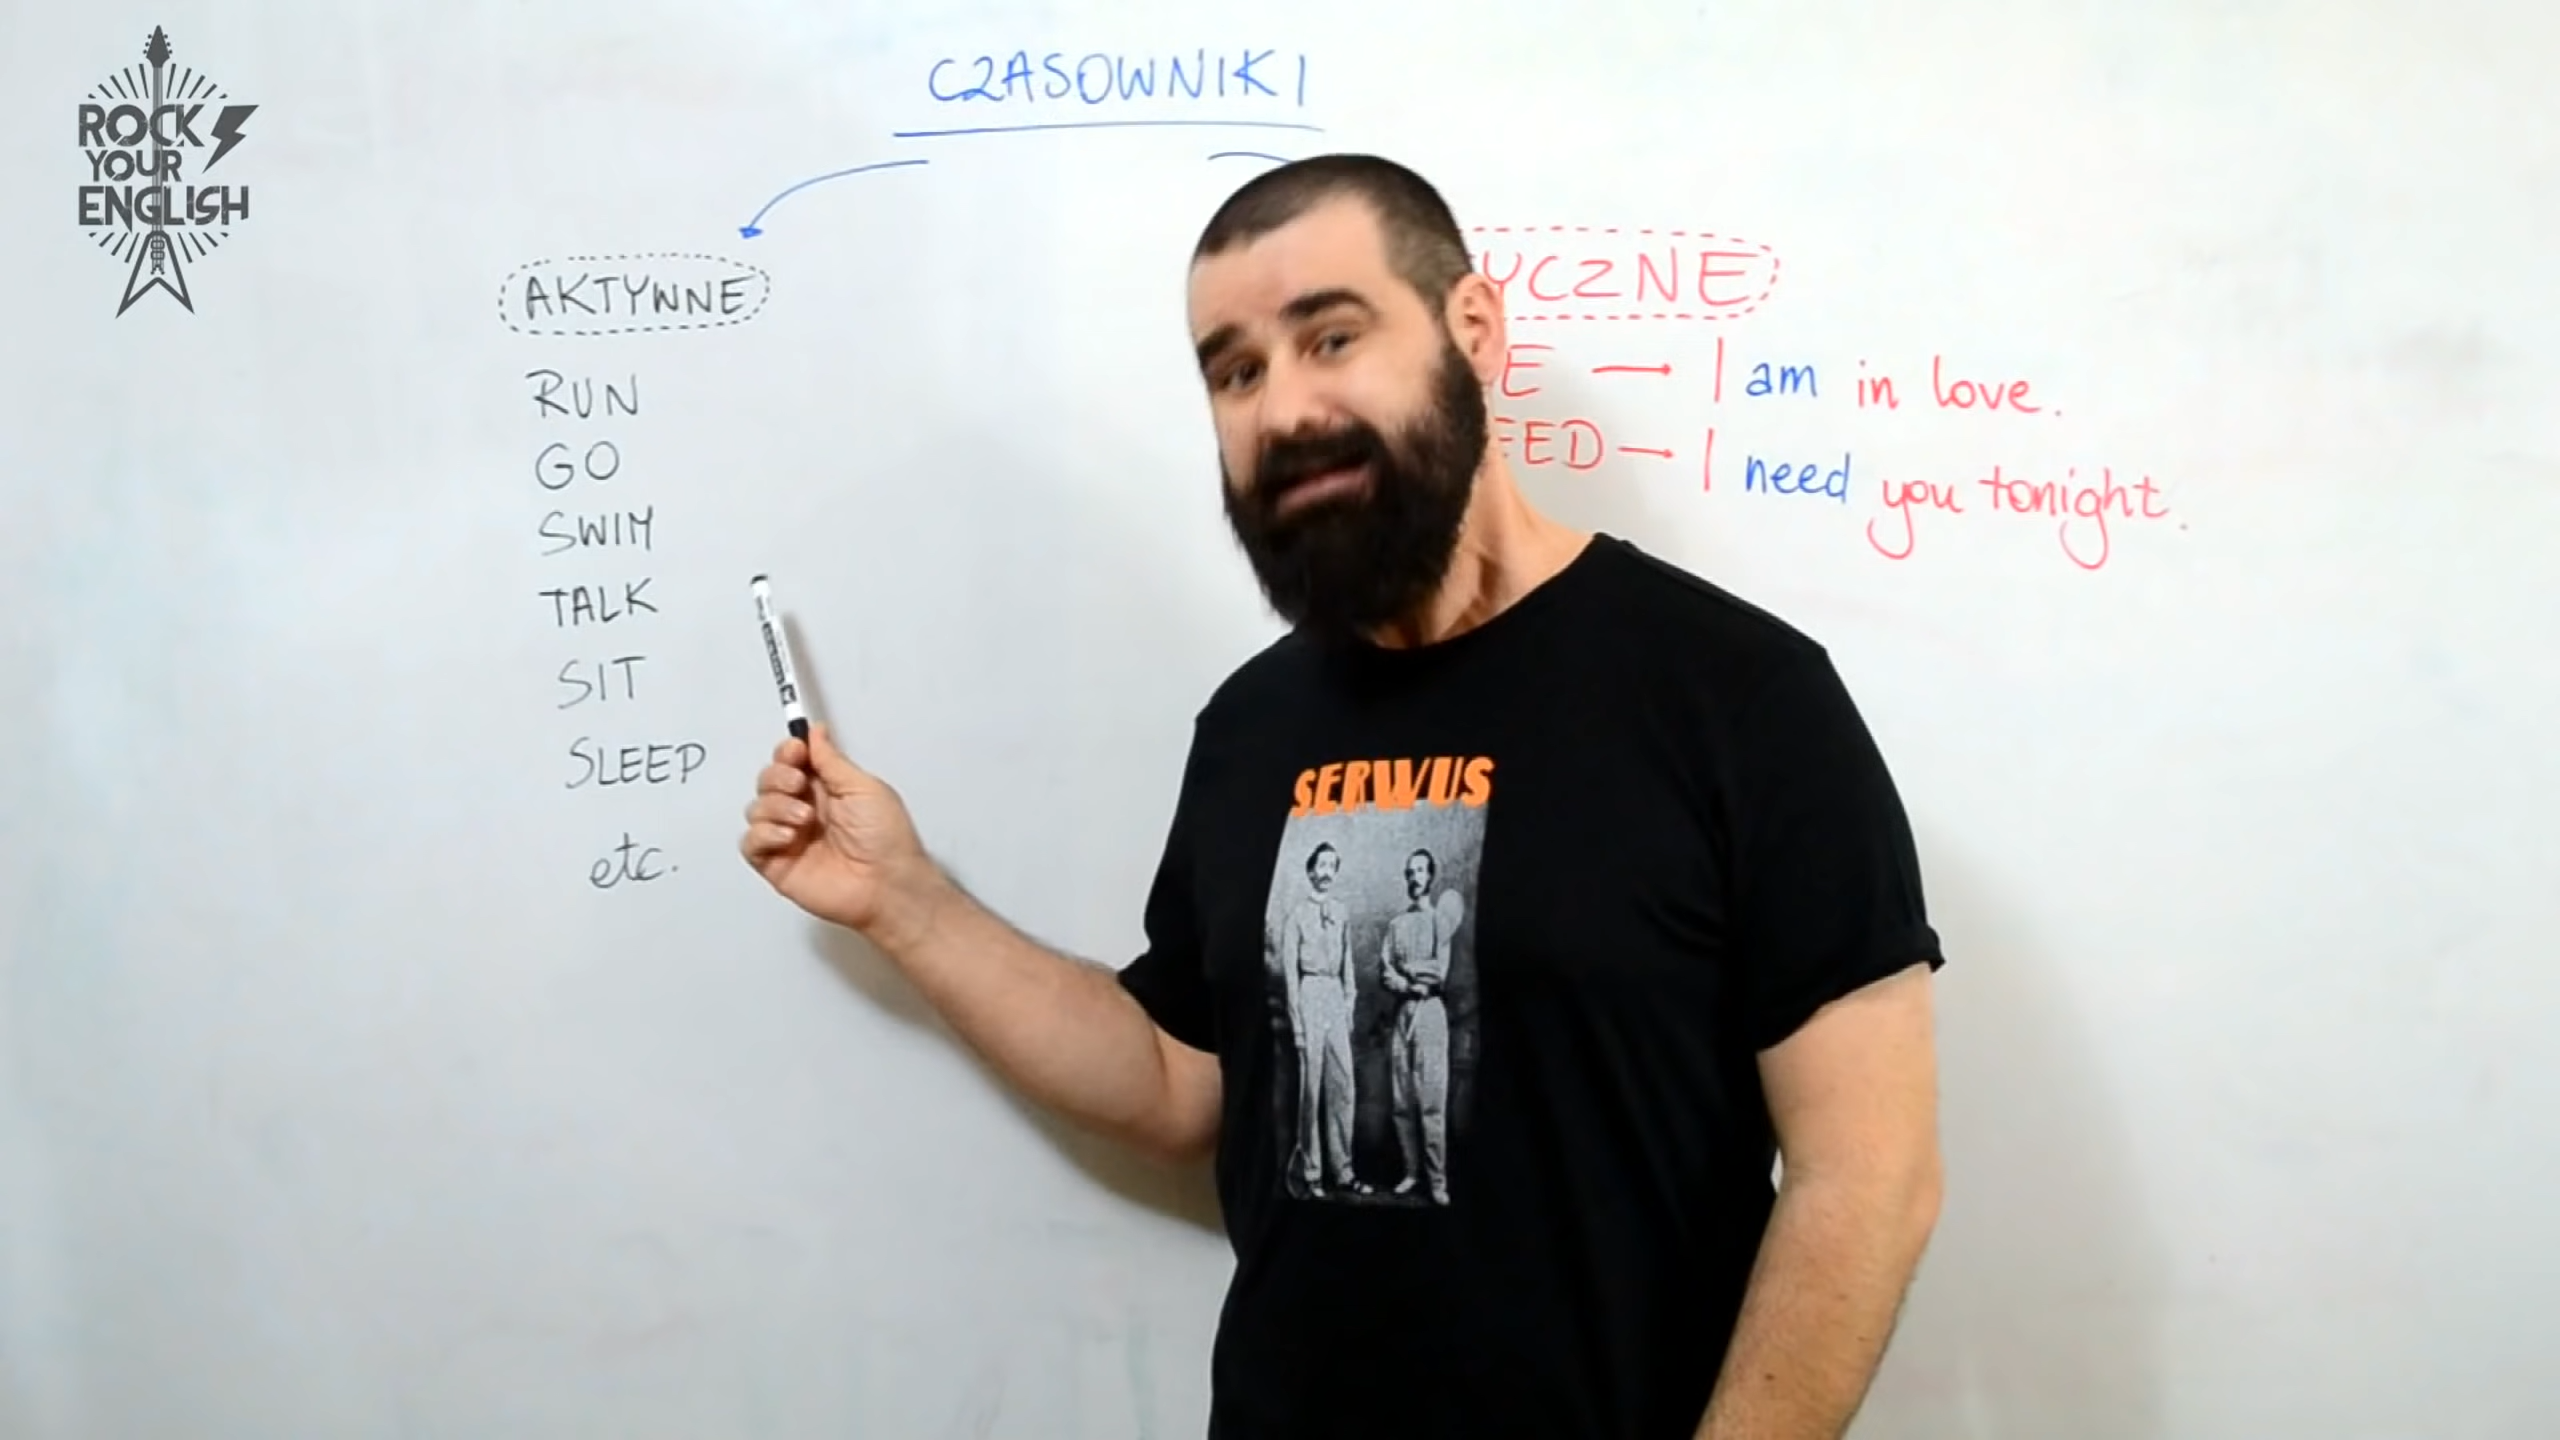 ROCK
YOUR
ENGLISH
CZASOWNIKI
AKTYWNE
RUN
GO
SWIM
TALK
SIT
SLEEP
etc.
YCZNE
E → I am in love.
EED → I need you tonight.
SERWUS